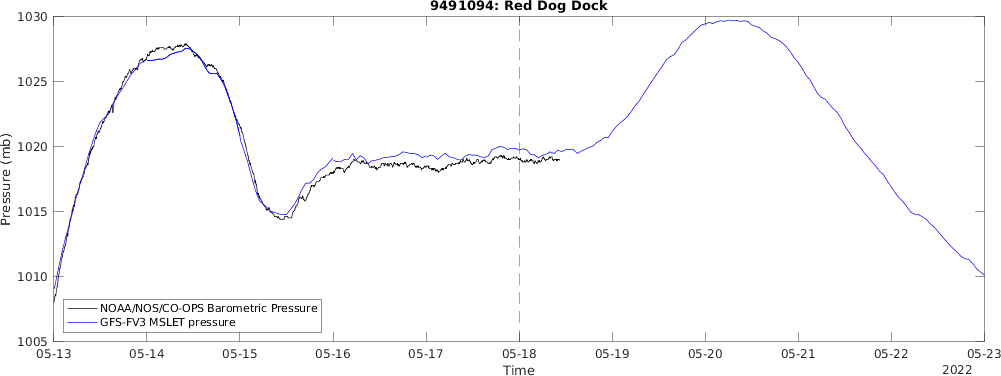 9491094: Red Dog Dock
Pressure (mb)
1030
1025
1020
1015
1010
1005
NOAA/NOS/CO-OPS Barometric Pressure
GFS-FV3 MSLET pressure
05-13 05-14 05-15 05-16 05-17 05-18 05-19 05-20 05-21 05-22 05-23
Time
2022